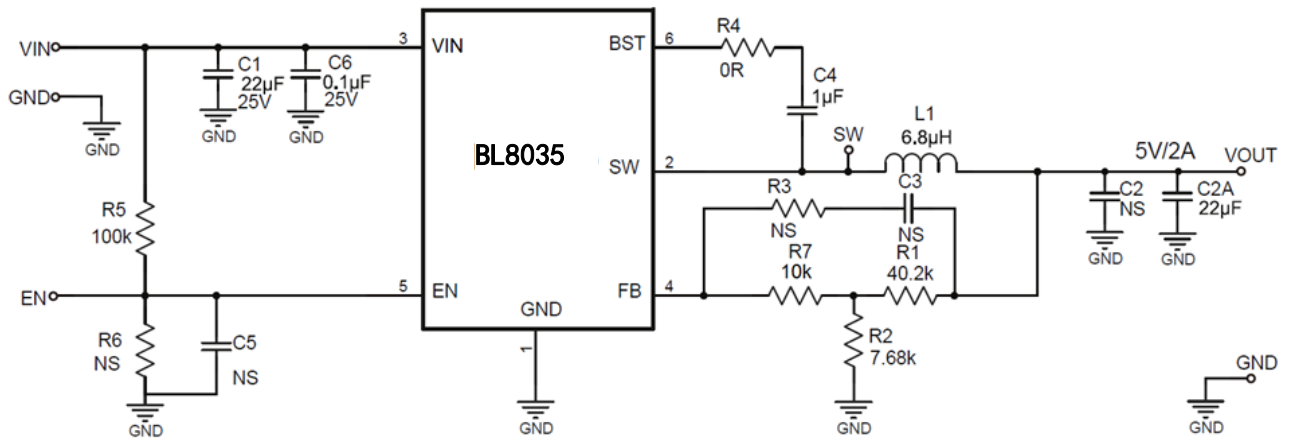 VIN
GND
GND
C1
22µF
25V
GND
C6
0.1µF
25V
GND
R5
100k
EN
R6
NS
C5
NS
GND
3
VIN
5
EN
BL8035
BST
6
SW
2
FB
4
GND
1
GND
R4
0R
C4
1µF
SW
L1
6.8µH
R3
NS
C3
NS
R7
10k
R1
40.2k
R2
7.68k
GND
5V/2A
VOUT
C2
NS
GND
C2A
22µF
GND
GND
GND